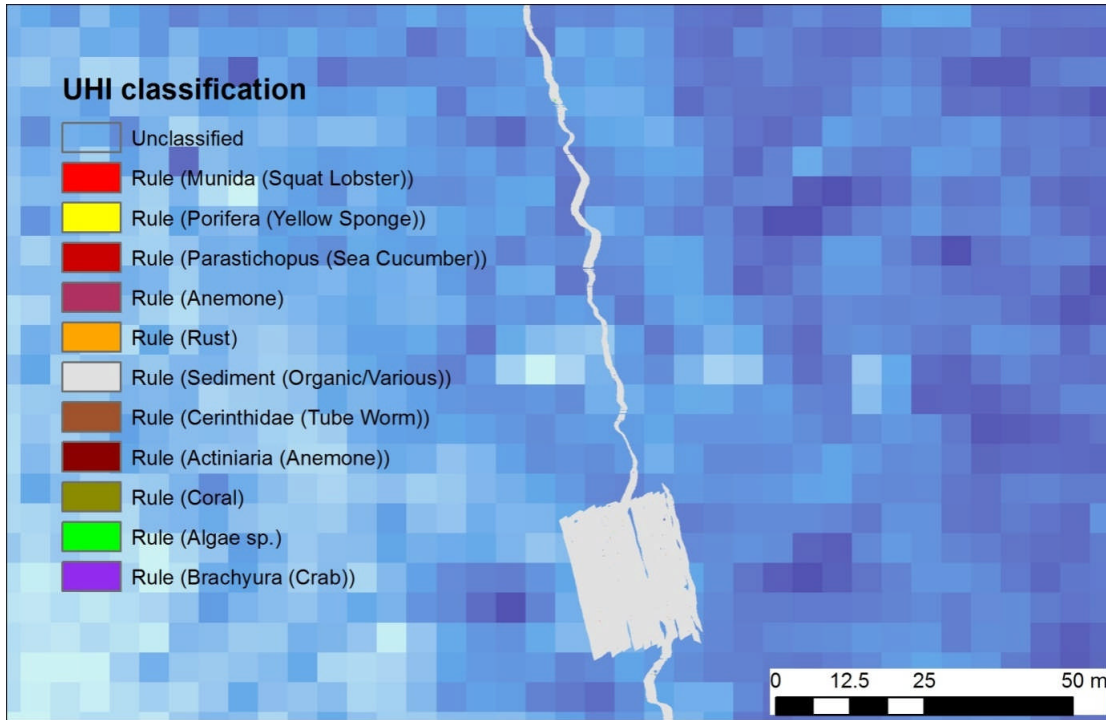 UHI classification
Unclassified
Rule (Munida (Squat Lobster))
Rule (Porifera (Yellow Sponge))
Rule (Parastichopus (Sea Cucumber))
Rule (Anemone)
Rule (Rust)
Rule (Sediment (Organic/Various))
Rule (Cerinthidae (Tube Worm))
Rule (Actiniaria (Anemone))
Rule (Coral)
Rule (Algae sp.)
Rule (Brachyura (Crab))
0 12.5 25 50 m